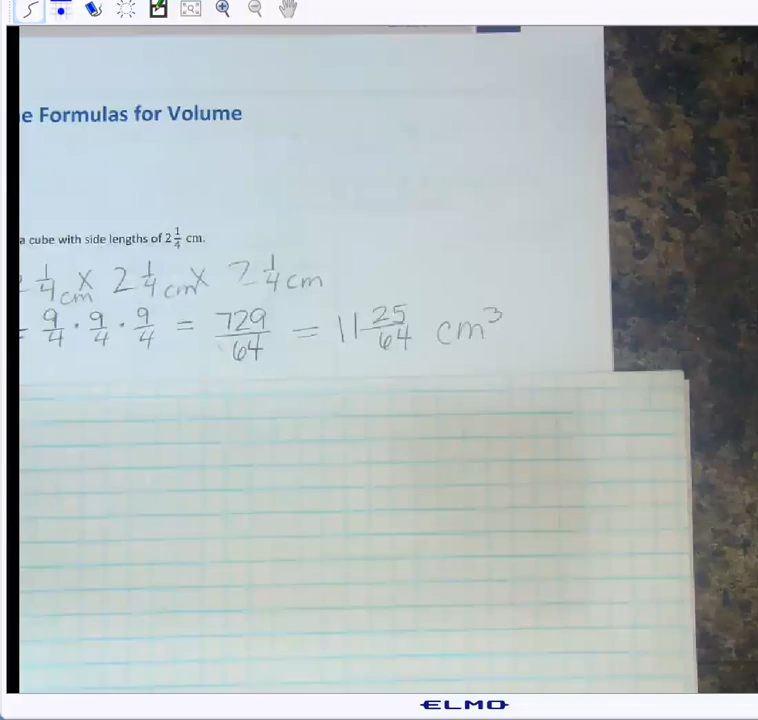 e Formulas for Volume
a cube with side lengths of 2 1/4 cm.
1/4 cm x 2 1/4 cm x 2 1/4 cm
= 9/4 · 9/4 · 9/4 = 729/64 = 11 25/64 cm³
ELMO